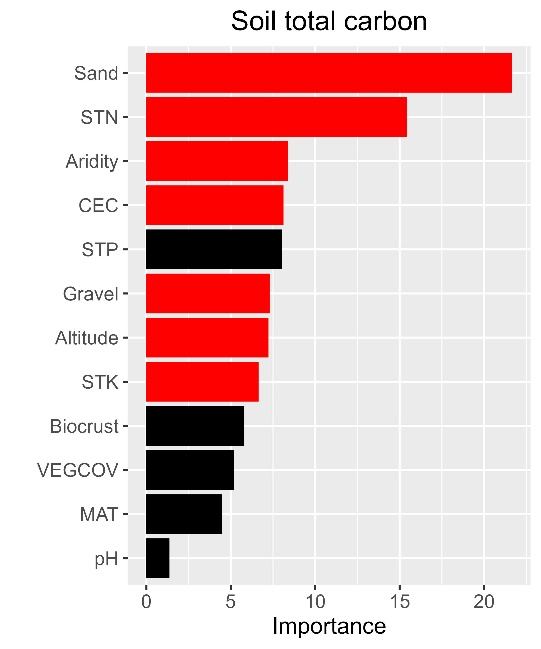 Soil total carbon
Sand
STN
Aridity
CEC
STP
Gravel
Altitude
STK
Biocrust
VEGCOV
MAT
pH
0 5 10 15 20
Importance